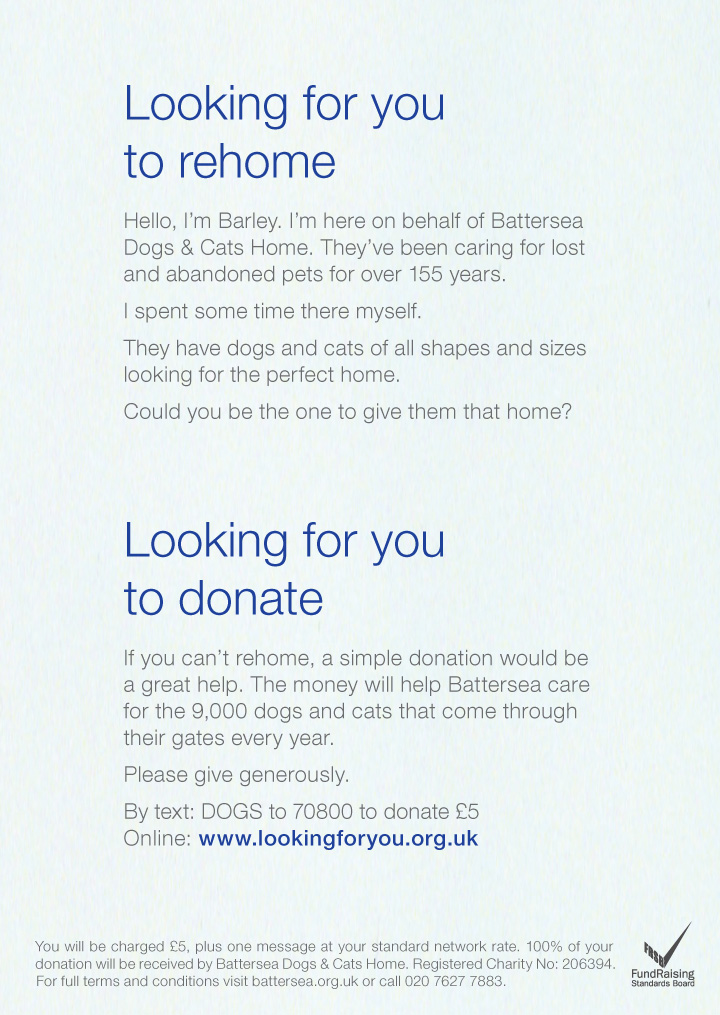 Looking for you
to rehome
Hello, I'm Barley. I'm here on behalf of Battersea
Dogs & Cats Home. They've been caring for lost
and abandoned pets for over 155 years.
I spent some time there myself.
They have dogs and cats of all shapes and sizes
looking for the perfect home.
Could you be the one to give them that home?
Looking for you
to donate
If you can't rehome, a simple donation would be
a great help. The money will help Battersea care
for the 9,000 dogs and cats that come through
their gates every year.
Please give generously.
By text: DOGS to 70800 to donate £5
Online: www.lookingforyou.org.uk
You will be charged £5, plus one message at your standard network rate. 100% of your
donation will be received by Battersea Dogs & Cats Home. Registered Charity No: 206394.
For full terms and conditions visit battersea.org.uk or call 020 7627 7883.
FRSB
FundRaising
Standards Board